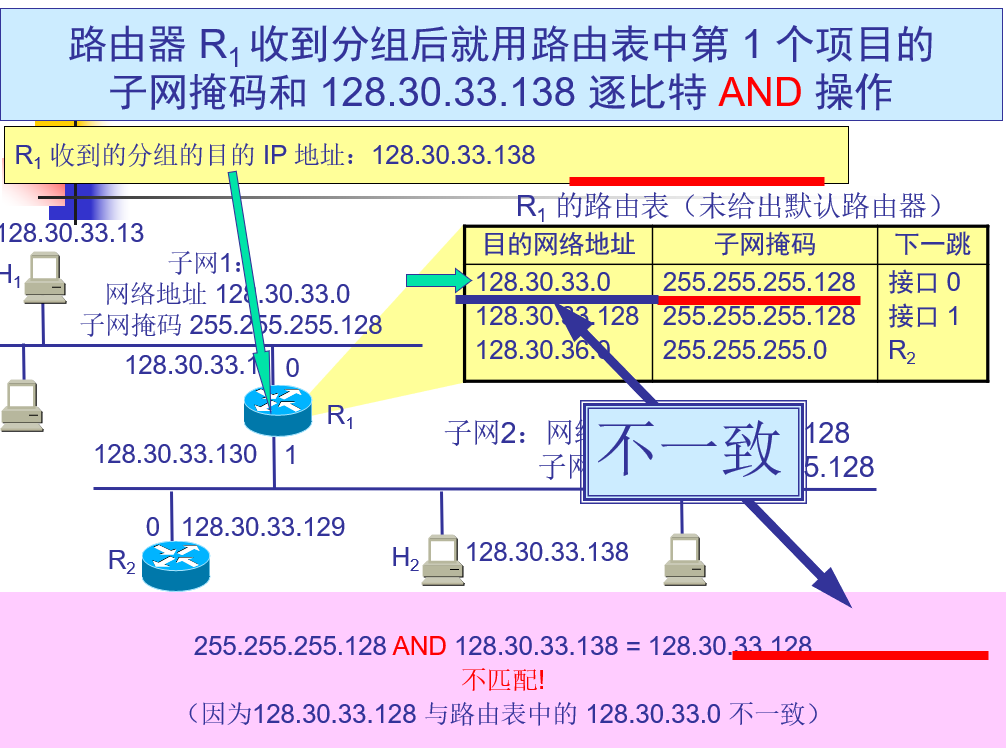 路由器 R1 收到分组后就用路由表中第 1 个项目的
子网掩码和 128.30.33.138 逐比特 AND 操作
R1 收到的分组的目的 IP 地址：128.30.33.138
R1 的路由表（未给出默认路由器）
目的网络地址 子网掩码 下一跳
128.30.33.0 255.255.255.128 接口 0
128.30.33.128 255.255.255.128 接口 1
128.30.36.0 255.255.255.0 R2
128.30.33.13
H1
子网1：
网络地址 128.30.33.0
子网掩码 255.255.255.128
128.30.33.1 0
R1
128.30.33.130 1
子网2：网 128
子网 5.128
不一致
0 128.30.33.129
R2
H2 128.30.33.138
255.255.255.128 AND 128.30.33.138 = 128.30.33.128
不匹配!
（因为128.30.33.128 与路由表中的 128.30.33.0 不一致）